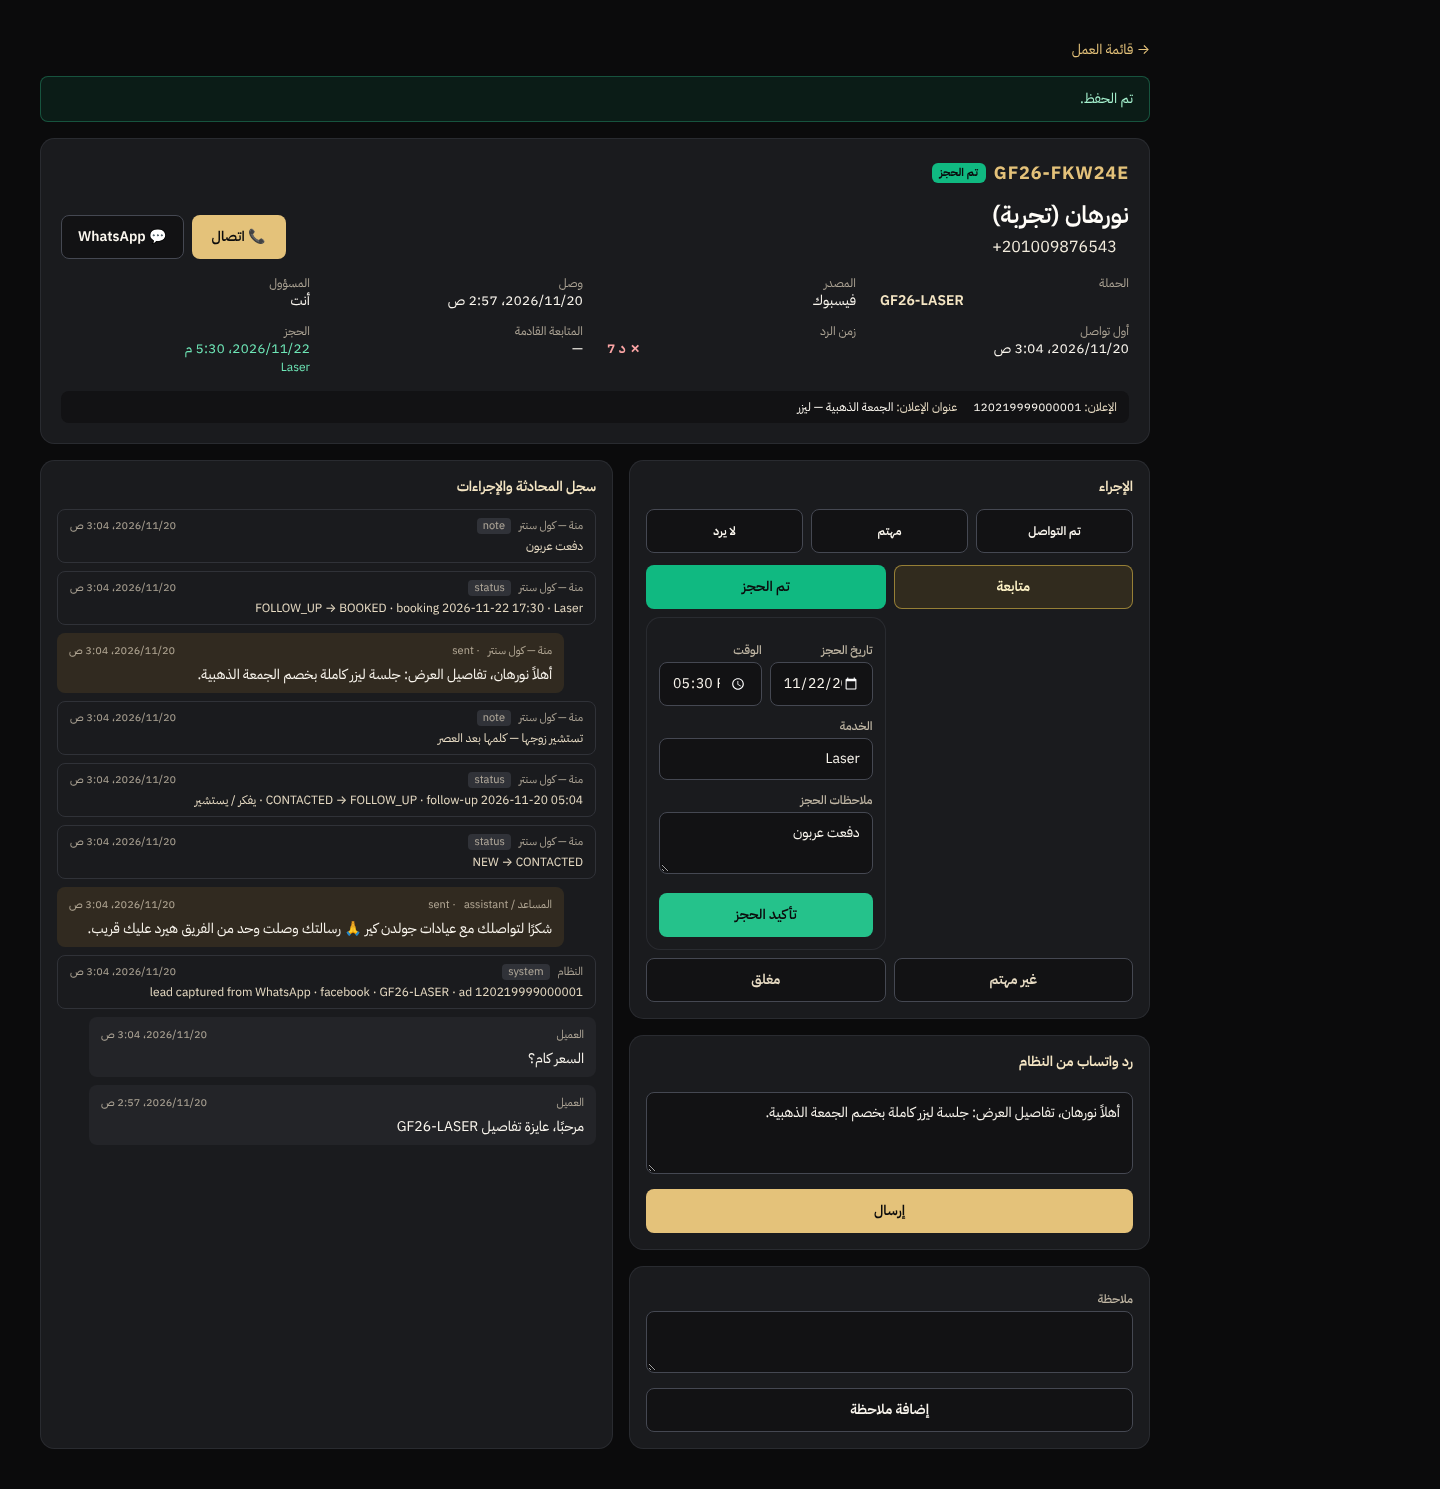 → قائمة العمل
تم الحفظ.
GF26-FKW24E تم الحجز
نورهان (تجربة)
+201009876543
📞 اتصال
💬 WhatsApp
الحملة
GF26-LASER
المصدر
فيسبوك
وصل
2026/11/20، 2:57 ص
المسؤول
أنت
أول تواصل
2026/11/20، 3:04 ص
زمن الرد
7 د ✕
المتابعة القادمة
—
الحجز
2026/11/22، 5:30 م
Laser
الإعلان: 120219999000001 عنوان الإعلان: الجمعة الذهبية — ليزر
الإجراء
تم التواصل
مهتم
لا يرد
متابعة
تم الحجز
تاريخ الحجز
الوقت
11/22/2
05:30
الخدمة
Laser
ملاحظات الحجز
دفعت عربون
تأكيد الحجز
غير مهتم
مغلق
رد واتساب من النظام
أهلاً نورهان، تفاصيل العرض: جلسة ليزر كاملة بخصم الجمعة الذهبية.
إرسال
ملاحظة
إضافة ملاحظة
سجل المحادثة والإجراءات
منة — كول سنتر note 2026/11/20، 3:04 ص
دفعت عربون
منة — كول سنتر status 2026/11/20، 3:04 ص
FOLLOW_UP → BOOKED · booking 2026-11-22 17:30 · Laser
منة — كول سنتر · sent 2026/11/20، 3:04 ص
أهلاً نورهان، تفاصيل العرض: جلسة ليزر كاملة بخصم الجمعة الذهبية.
منة — كول سنتر note 2026/11/20، 3:04 ص
تستشير زوجها — كلمها بعد العصر
منة — كول سنتر status 2026/11/20، 3:04 ص
CONTACTED → FOLLOW_UP · follow-up 2026-11-20 05:04 · يفكر / يستشير
منة — كول سنتر status 2026/11/20، 3:04 ص
NEW → CONTACTED
المساعد / assistant · sent 2026/11/20، 3:04 ص
شكرًا لتواصلك مع عيادات جولدن كير 🙏 رسالتك وصلت وحد من الفريق هيرد عليك قريب.
النظام system 2026/11/20، 3:04 ص
lead captured from WhatsApp · facebook · GF26-LASER · ad 120219999000001
العميل 2026/11/20، 3:04 ص
السعر كام؟
العميل 2026/11/20، 2:57 ص
مرحبًا، عايزة تفاصيل GF26-LASER